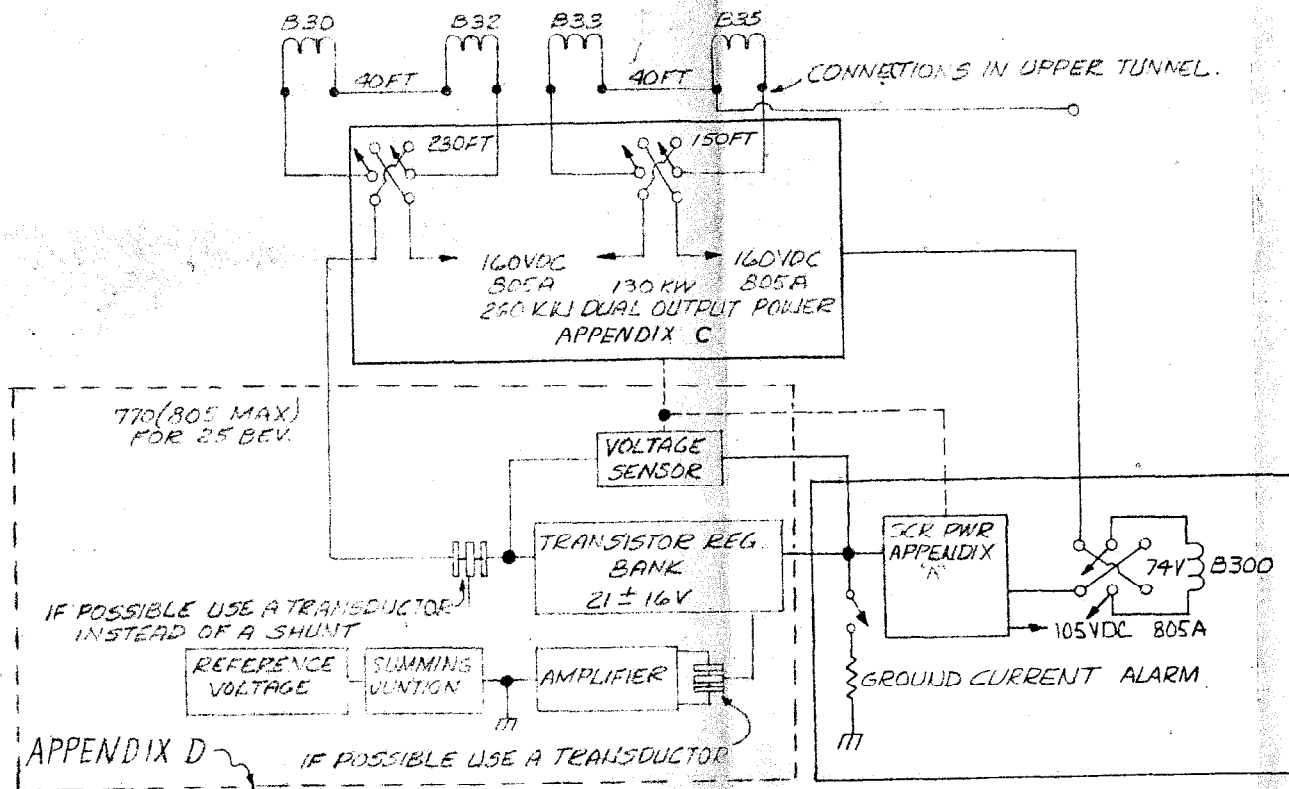 B30
B32
B33
B35
40FT
40FT
CONNECTIONS IN UPPER TUNNEL.
230FT
150FT
160VDC
805A
130 KW
160VDC
805A
260 KW DUAL OUTPUT POWER
APPENDIX C
770 (805 MAX)
FOR 25 BEV.
VOLTAGE
SENSOR
TRANSISTOR REG.
BANK
21 ± 16V
SCR PWR
APPENDIX
"A"
74V
B300
105VDC 805A
IF POSSIBLE USE A TRANSDUCTOR
INSTEAD OF A SHUNT
REFERENCE
VOLTAGE
SUMMING
JUNTION
AMPLIFIER
GROUND CURRENT ALARM
APPENDIX D
IF POSSIBLE USE A TRANSDUCTOR